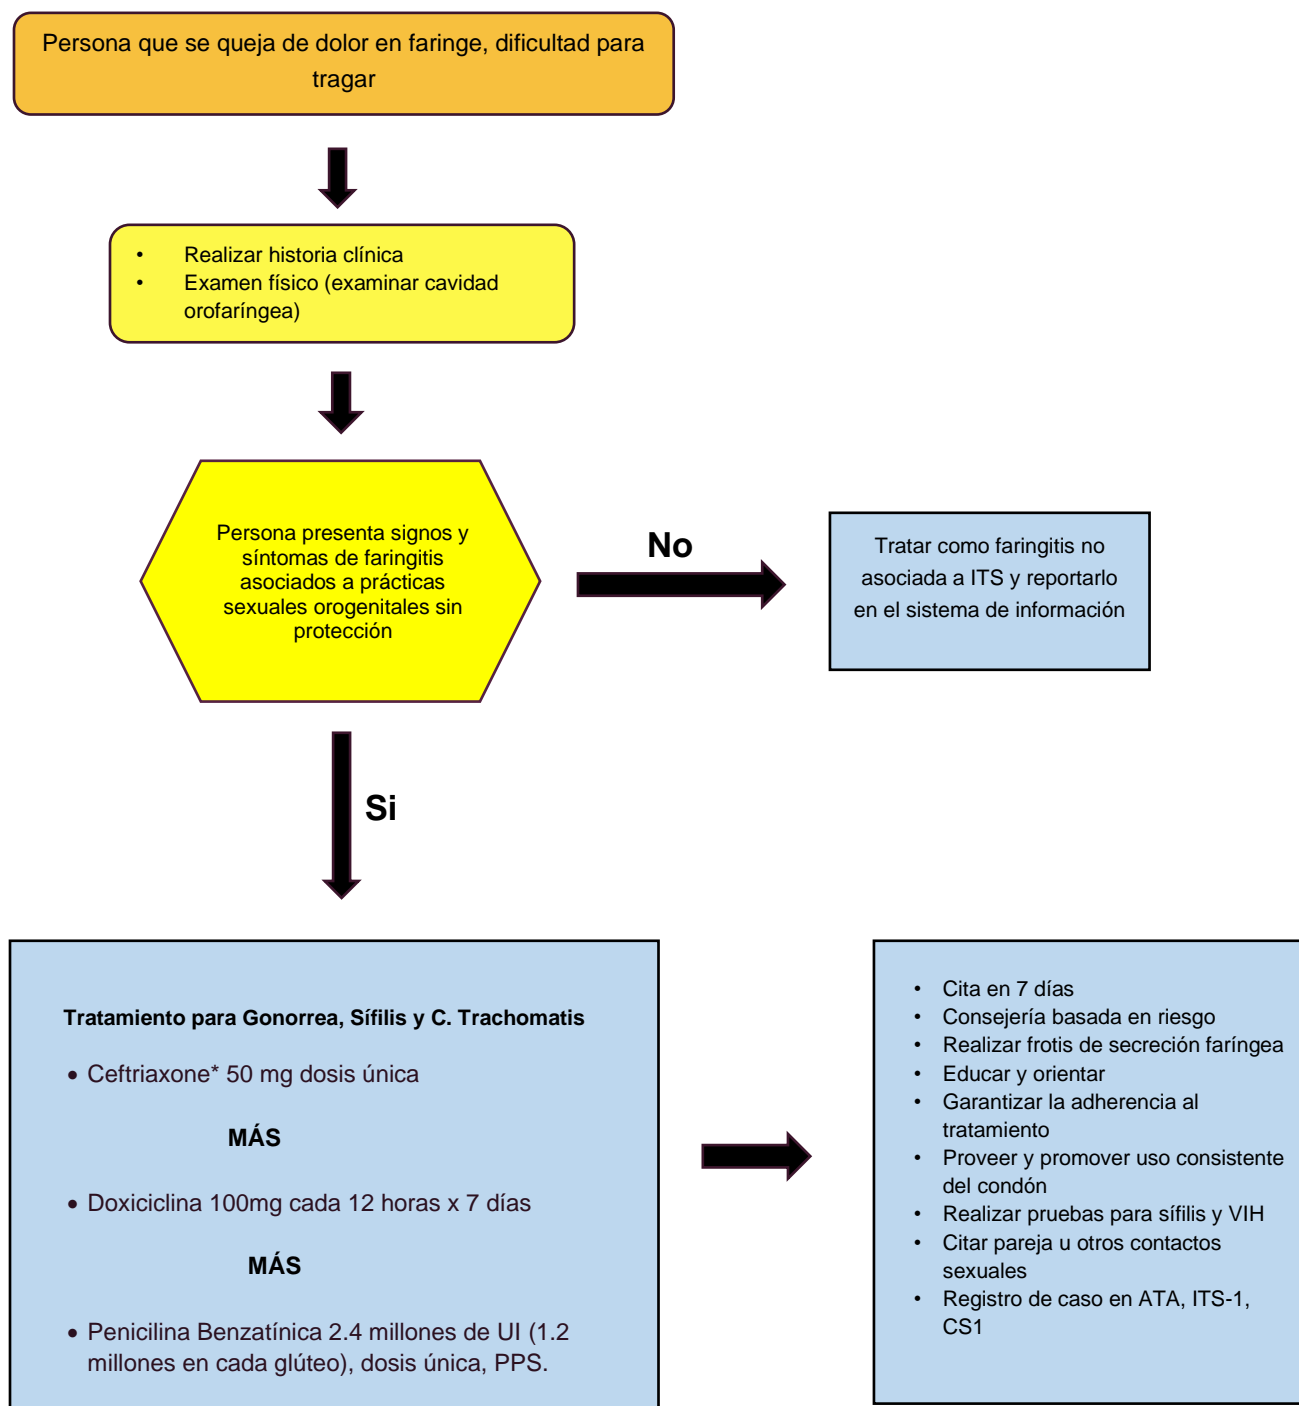 Persona que se queja de dolor en faringe, dificultad para
tragar
• Realizar historia clínica
• Examen físico (examinar cavidad
orofaríngea)
Persona presenta signos y
síntomas de faringitis
asociados a prácticas
sexuales orogenitales sin
protección
No
Tratar como faringitis no
asociada a ITS y reportarlo
en el sistema de información
Si
Tratamiento para Gonorrea, Sífilis y C. Trachomatis
• Ceftriaxone* 50 mg dosis única
MÁS
• Doxiciclina 100mg cada 12 horas x 7 días
MÁS
• Penicilina Benzatínica 2.4 millones de UI (1.2
millones en cada glúteo), dosis única, PPS.
• Cita en 7 días
• Consejería basada en riesgo
• Realizar frotis de secreción faríngea
• Educar y orientar
• Garantizar la adherencia al
tratamiento
• Proveer y promover uso consistente
del condón
• Realizar pruebas para sífilis y VIH
• Citar pareja u otros contactos
sexuales
• Registro de caso en ATA, ITS-1,
CS1